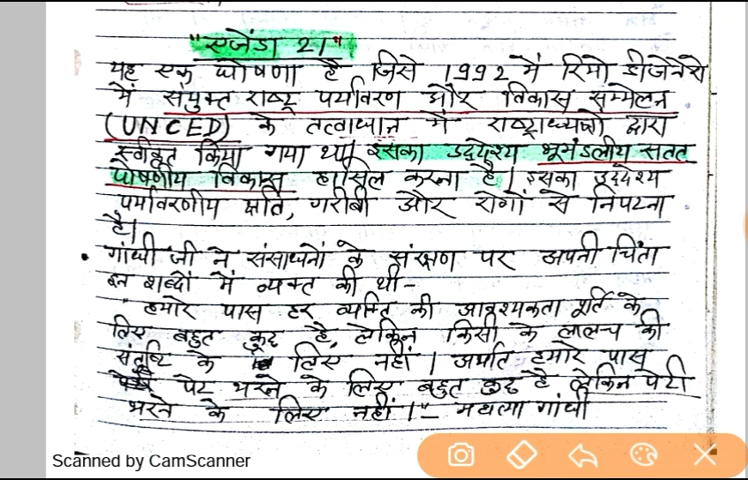 "एजेंडा 21"
यह एक घोषणा है जिसे 1992 में रियो डी जेनेरो
में संयुक्त राष्ट्र पर्यावरण और विकास सम्मेलन
(UNCED) के तत्वाधान में राष्ट्राध्यक्षों द्वारा
स्वीकृत किया गया था। इसका उद्देश्य भूमंडलीय सतत
पोषणीय विकास हासिल करना है। इसका उद्देश्य
पर्यावरणीय क्षति, गरीबी और रोगों से निपटना
है।
• गांधी जी ने संसाधनों के संरक्षण पर अपनी चिंता
इन शब्दों में व्यक्त की थी -
" हमारे पास हर व्यक्ति की आवश्यकता पूर्ति के
लिए बहुत कुछ है, लेकिन किसी के लालच की
संतुष्टि के लिए नहीं। अर्थात हमारे पास
पेट भरने के लिए बहुत कुछ है लेकिन पेटी
भरने के लिए नहीं।" - महात्मा गांधी
Scanned by CamScanner